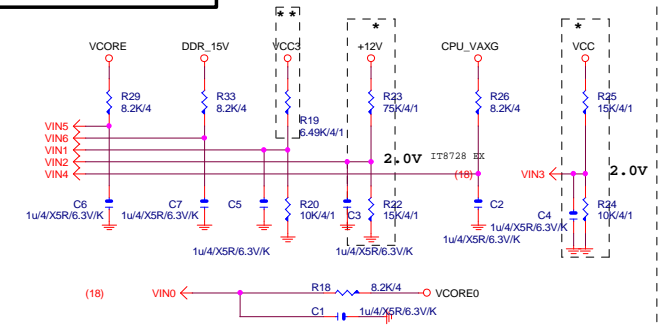 ** * *
VCORE DDR_15V VCC3 +12V CPU_VAXG VCC
R29 R33 R23 R26 R25
8.2K/4 8.2K/4 75K/4/1 8.2K/4 15K/4/1
R19
6.49K/4/1
VIN5
VIN6
VIN1
VIN2 2.0V IT8728 EX
VIN4 (18) VIN3 2.0V
C6 C7 C5 R20 C3 R22 C2 R24
1u/4/X5R/6.3V/K 1u/4/X5R/6.3V/K 10K/4/1 15K/4/1 C4 10K/4/1
1u/4/X5R/6.3V/K
1u/4/X5R/6.3V/K 1u/4/X5R/6.3V/K 1u/4/X5R/6.3V/K
(18) VIN0 R18 8.2K/4 VCORE0
C1 1u/4/X5R/6.3V/K